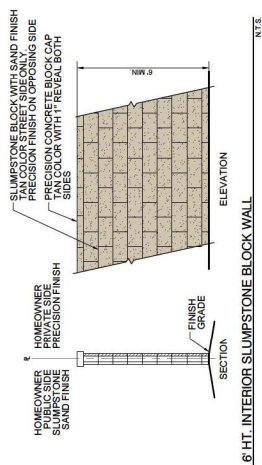 SLUMPSTONE BLOCK WITH SAND FINISH
TAN COLOR STREET SIDE ONLY.
PRECISION FINISH ON OPPOSING SIDE
PRECISION CONCRETE BLOCK CAP
TAN COLOR WITH 1" REVEAL BOTH
SIDES
6' MIN.
ELEVATION
HOMEOWNER
PUBLIC SIDE
SLUMPSTONE
SAND FINISH
HOMEOWNER
PRIVATE SIDE
PRECISION FINISH
FINISH
GRADE
SECTION
6' HT. INTERIOR SLUMPSTONE BLOCK WALL
N.T.S.